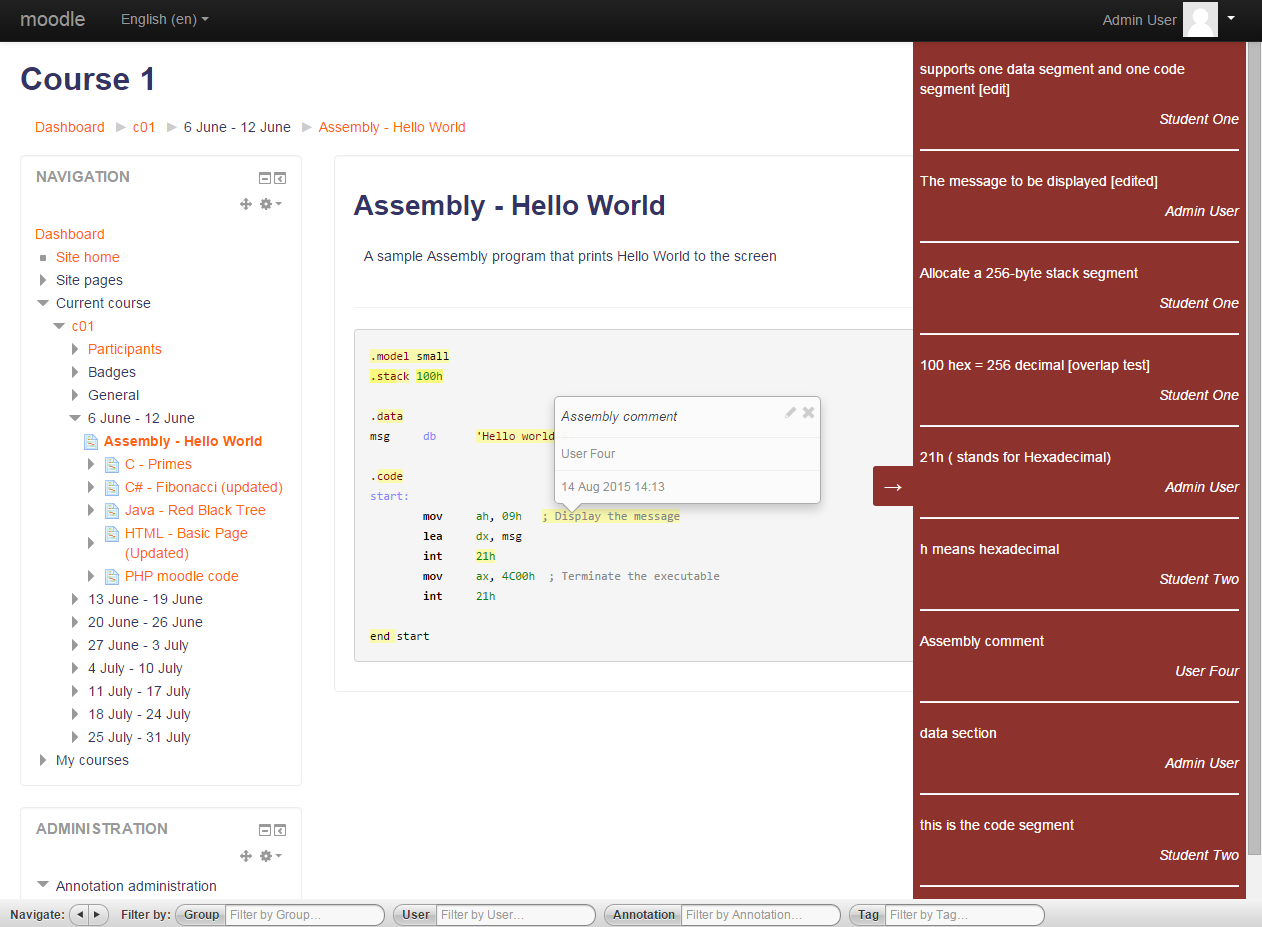 moodle English (en) Admin User
Course 1
Dashboard c01 6 June - 12 June Assembly - Hello World
NAVIGATION
Dashboard
Site home
Site pages
Current course
c01
Participants
Badges
General
6 June - 12 June
Assembly - Hello World
C - Primes
C# - Fibonacci (updated)
Java - Red Black Tree
HTML - Basic Page
(Updated)
PHP moodle code
13 June - 19 June
20 June - 26 June
27 June - 3 July
4 July - 10 July
11 July - 17 July
18 July - 24 July
25 July - 31 July
My courses
ADMINISTRATION
Annotation administration
Assembly - Hello World
A sample Assembly program that prints Hello World to the screen
.model small
.stack 100h
.data
msg db 'Hello world
.code
start:
mov ah, 09h ; Display the message
lea dx, msg
int 21h
mov ax, 4C00h ; Terminate the executable
int 21h
end start
Assembly comment
User Four
14 Aug 2015 14:13
→
supports one data segment and one code
segment [edit]
Student One
The message to be displayed [edited]
Admin User
Allocate a 256-byte stack segment
Student One
100 hex = 256 decimal [overlap test]
Student One
21h ( stands for Hexadecimal)
Admin User
h means hexadecimal
Student Two
Assembly comment
User Four
data section
Admin User
this is the code segment
Student Two
Navigate: Filter by: Group Filter by Group... User Filter by User... Annotation Filter by Annotation... Tag Filter by Tag...